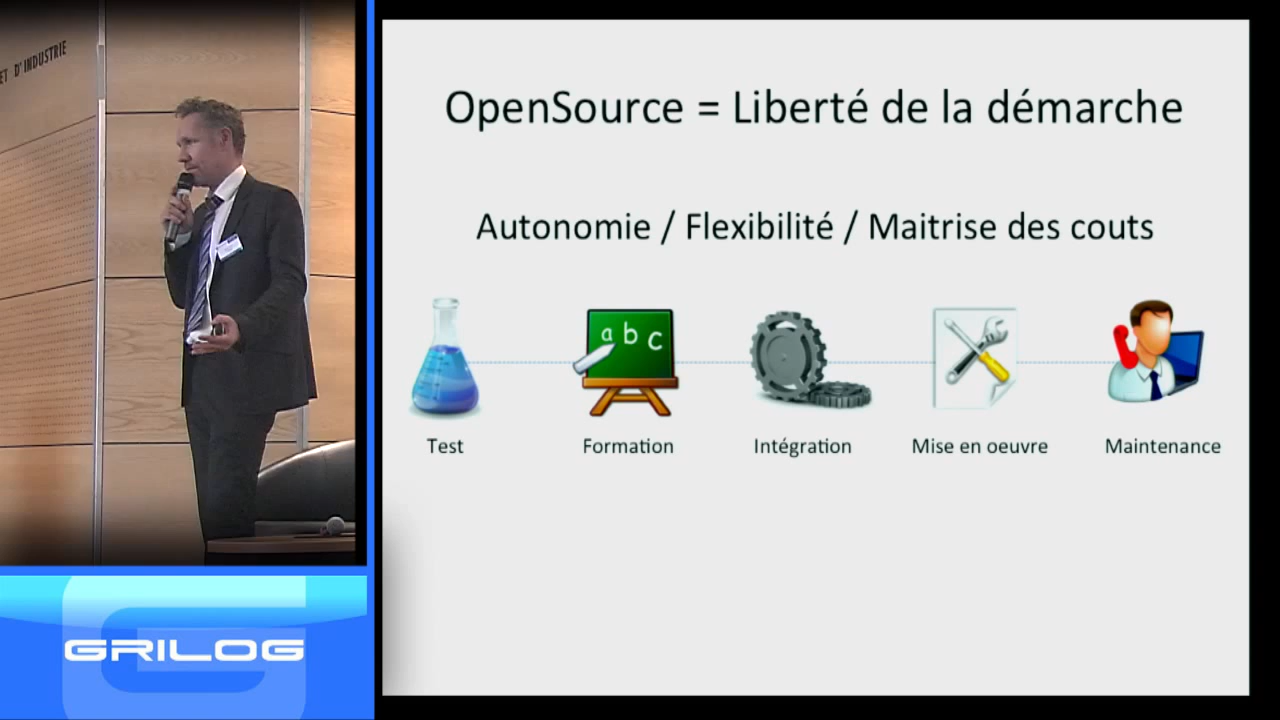 ET D'INDUSTRIE
OpenSource = Liberté de la démarche
Autonomie / Flexibilité / Maitrise des couts
a b c
Test
Formation
Intégration
Mise en oeuvre
Maintenance
GRILOG